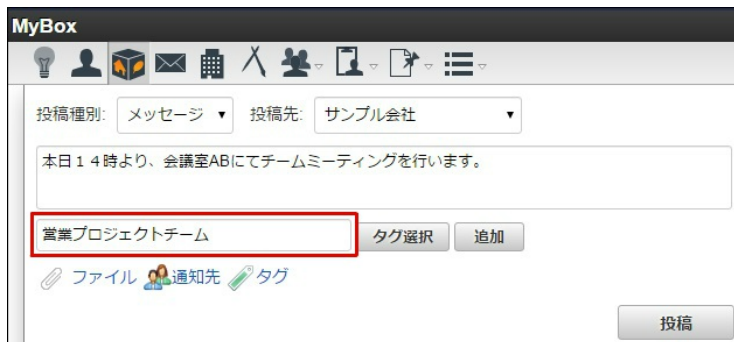 MyBox
投稿種別: メッセージ 投稿先: サンプル会社
本日１４時より、会議室ABにてチームミーティングを行います。
営業プロジェクトチーム タグ選択 追加
ファイル 通知先 タグ
投稿